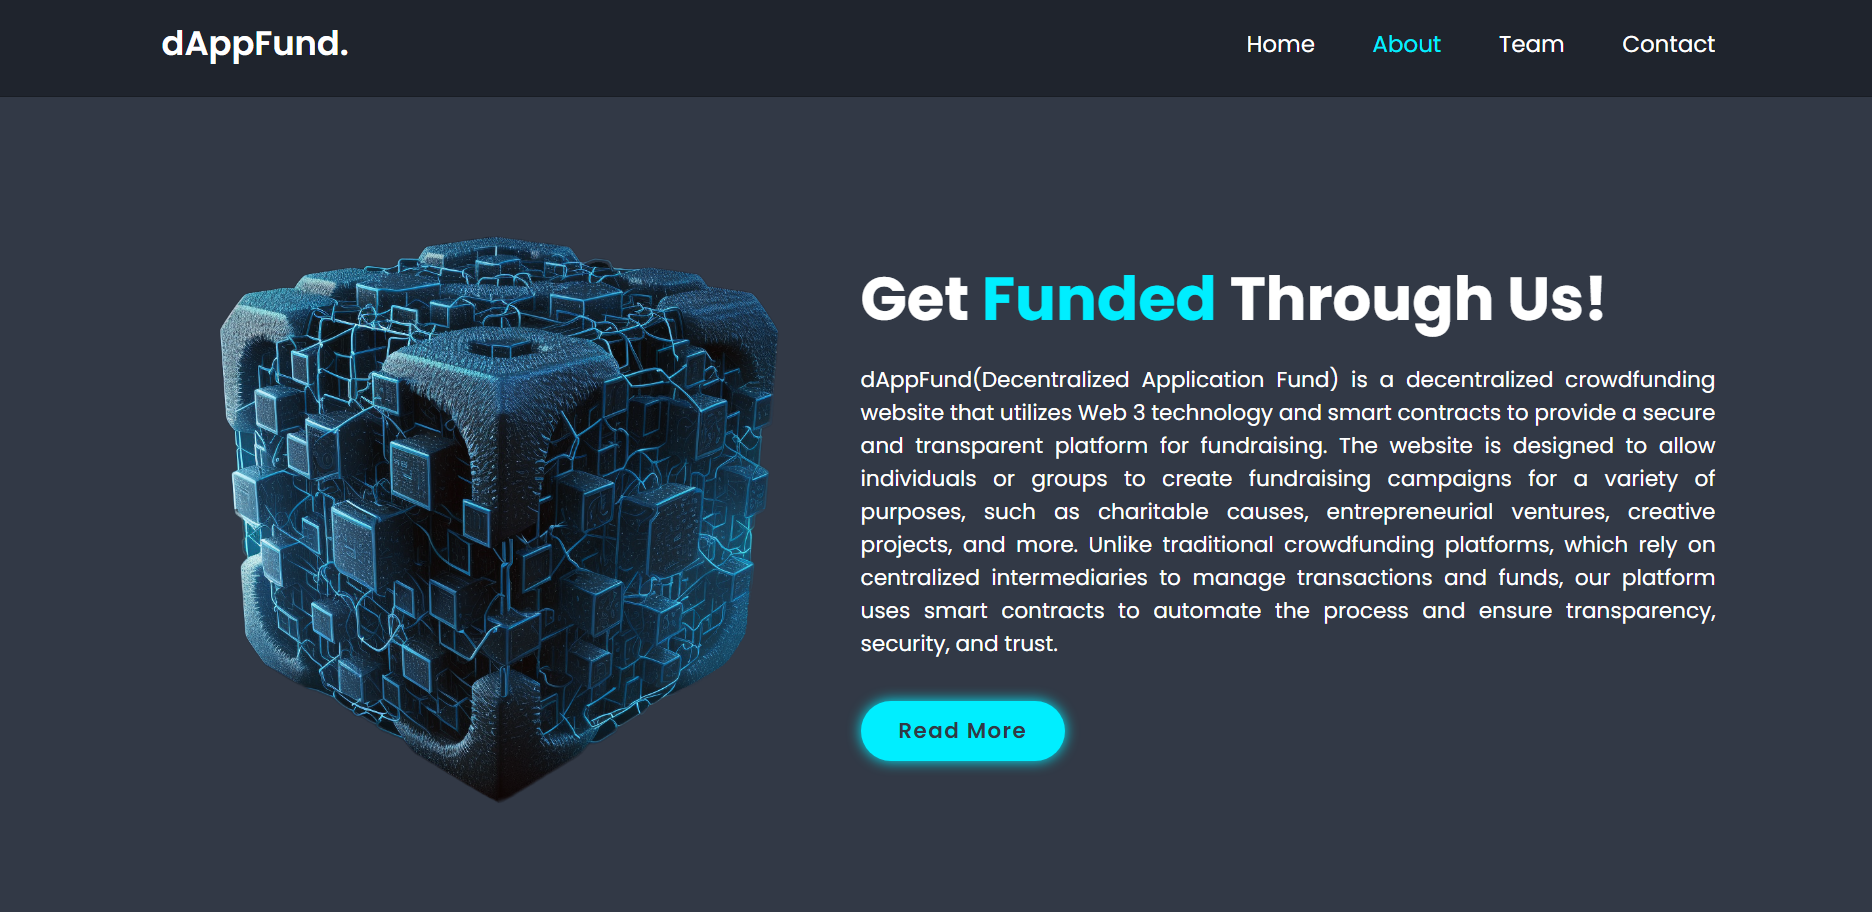 dAppFund.
Home About Team Contact
Get Funded Through Us!
dAppFund(Decentralized Application Fund) is a decentralized crowdfunding
website that utilizes Web 3 technology and smart contracts to provide a secure
and transparent platform for fundraising. The website is designed to allow
individuals or groups to create fundraising campaigns for a variety of
purposes, such as charitable causes, entrepreneurial ventures, creative
projects, and more. Unlike traditional crowdfunding platforms, which rely on
centralized intermediaries to manage transactions and funds, our platform
uses smart contracts to automate the process and ensure transparency,
security, and trust.
Read More